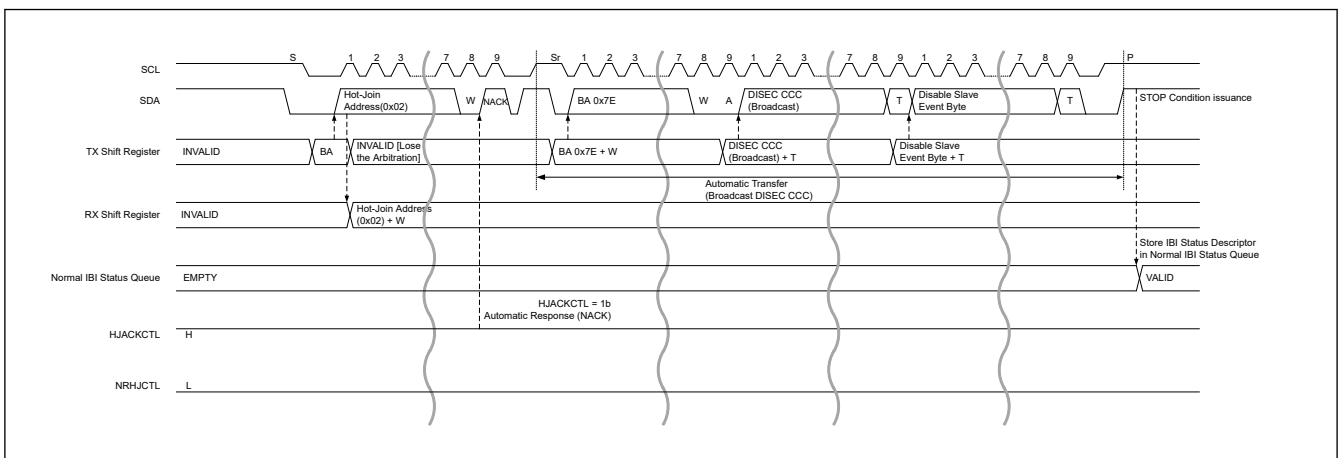 S 1 2 3 7 8 9 Sr 1 2 3 7 8 9 1 2 3 7 8 9 1 2 3 7 8 9 P
SCL
SDA
Hot-Join
Address(0x02)
W
NACK
BA 0x7E
W
A
DISEC CCC
(Broadcast)
T
Disable Slave
Event Byte
T
STOP Condition issuance
TX Shift Register
INVALID
BA
INVALID [Lose
the Arbitration]
BA 0x7E + W
DISEC CCC
(Broadcast) + T
Disable Slave
Event Byte + T
Automatic Transfer
(Broadcast DISEC CCC)
RX Shift Register
INVALID
Hot-Join Address
(0x02) + W
Store IBI Status Descriptor
in Normal IBI Status Queue
Normal IBI Status Queue
EMPTY
VALID
HJACKCTL = 1b
Automatic Response (NACK)
HJACKCTL
H
NRHJCTL
L